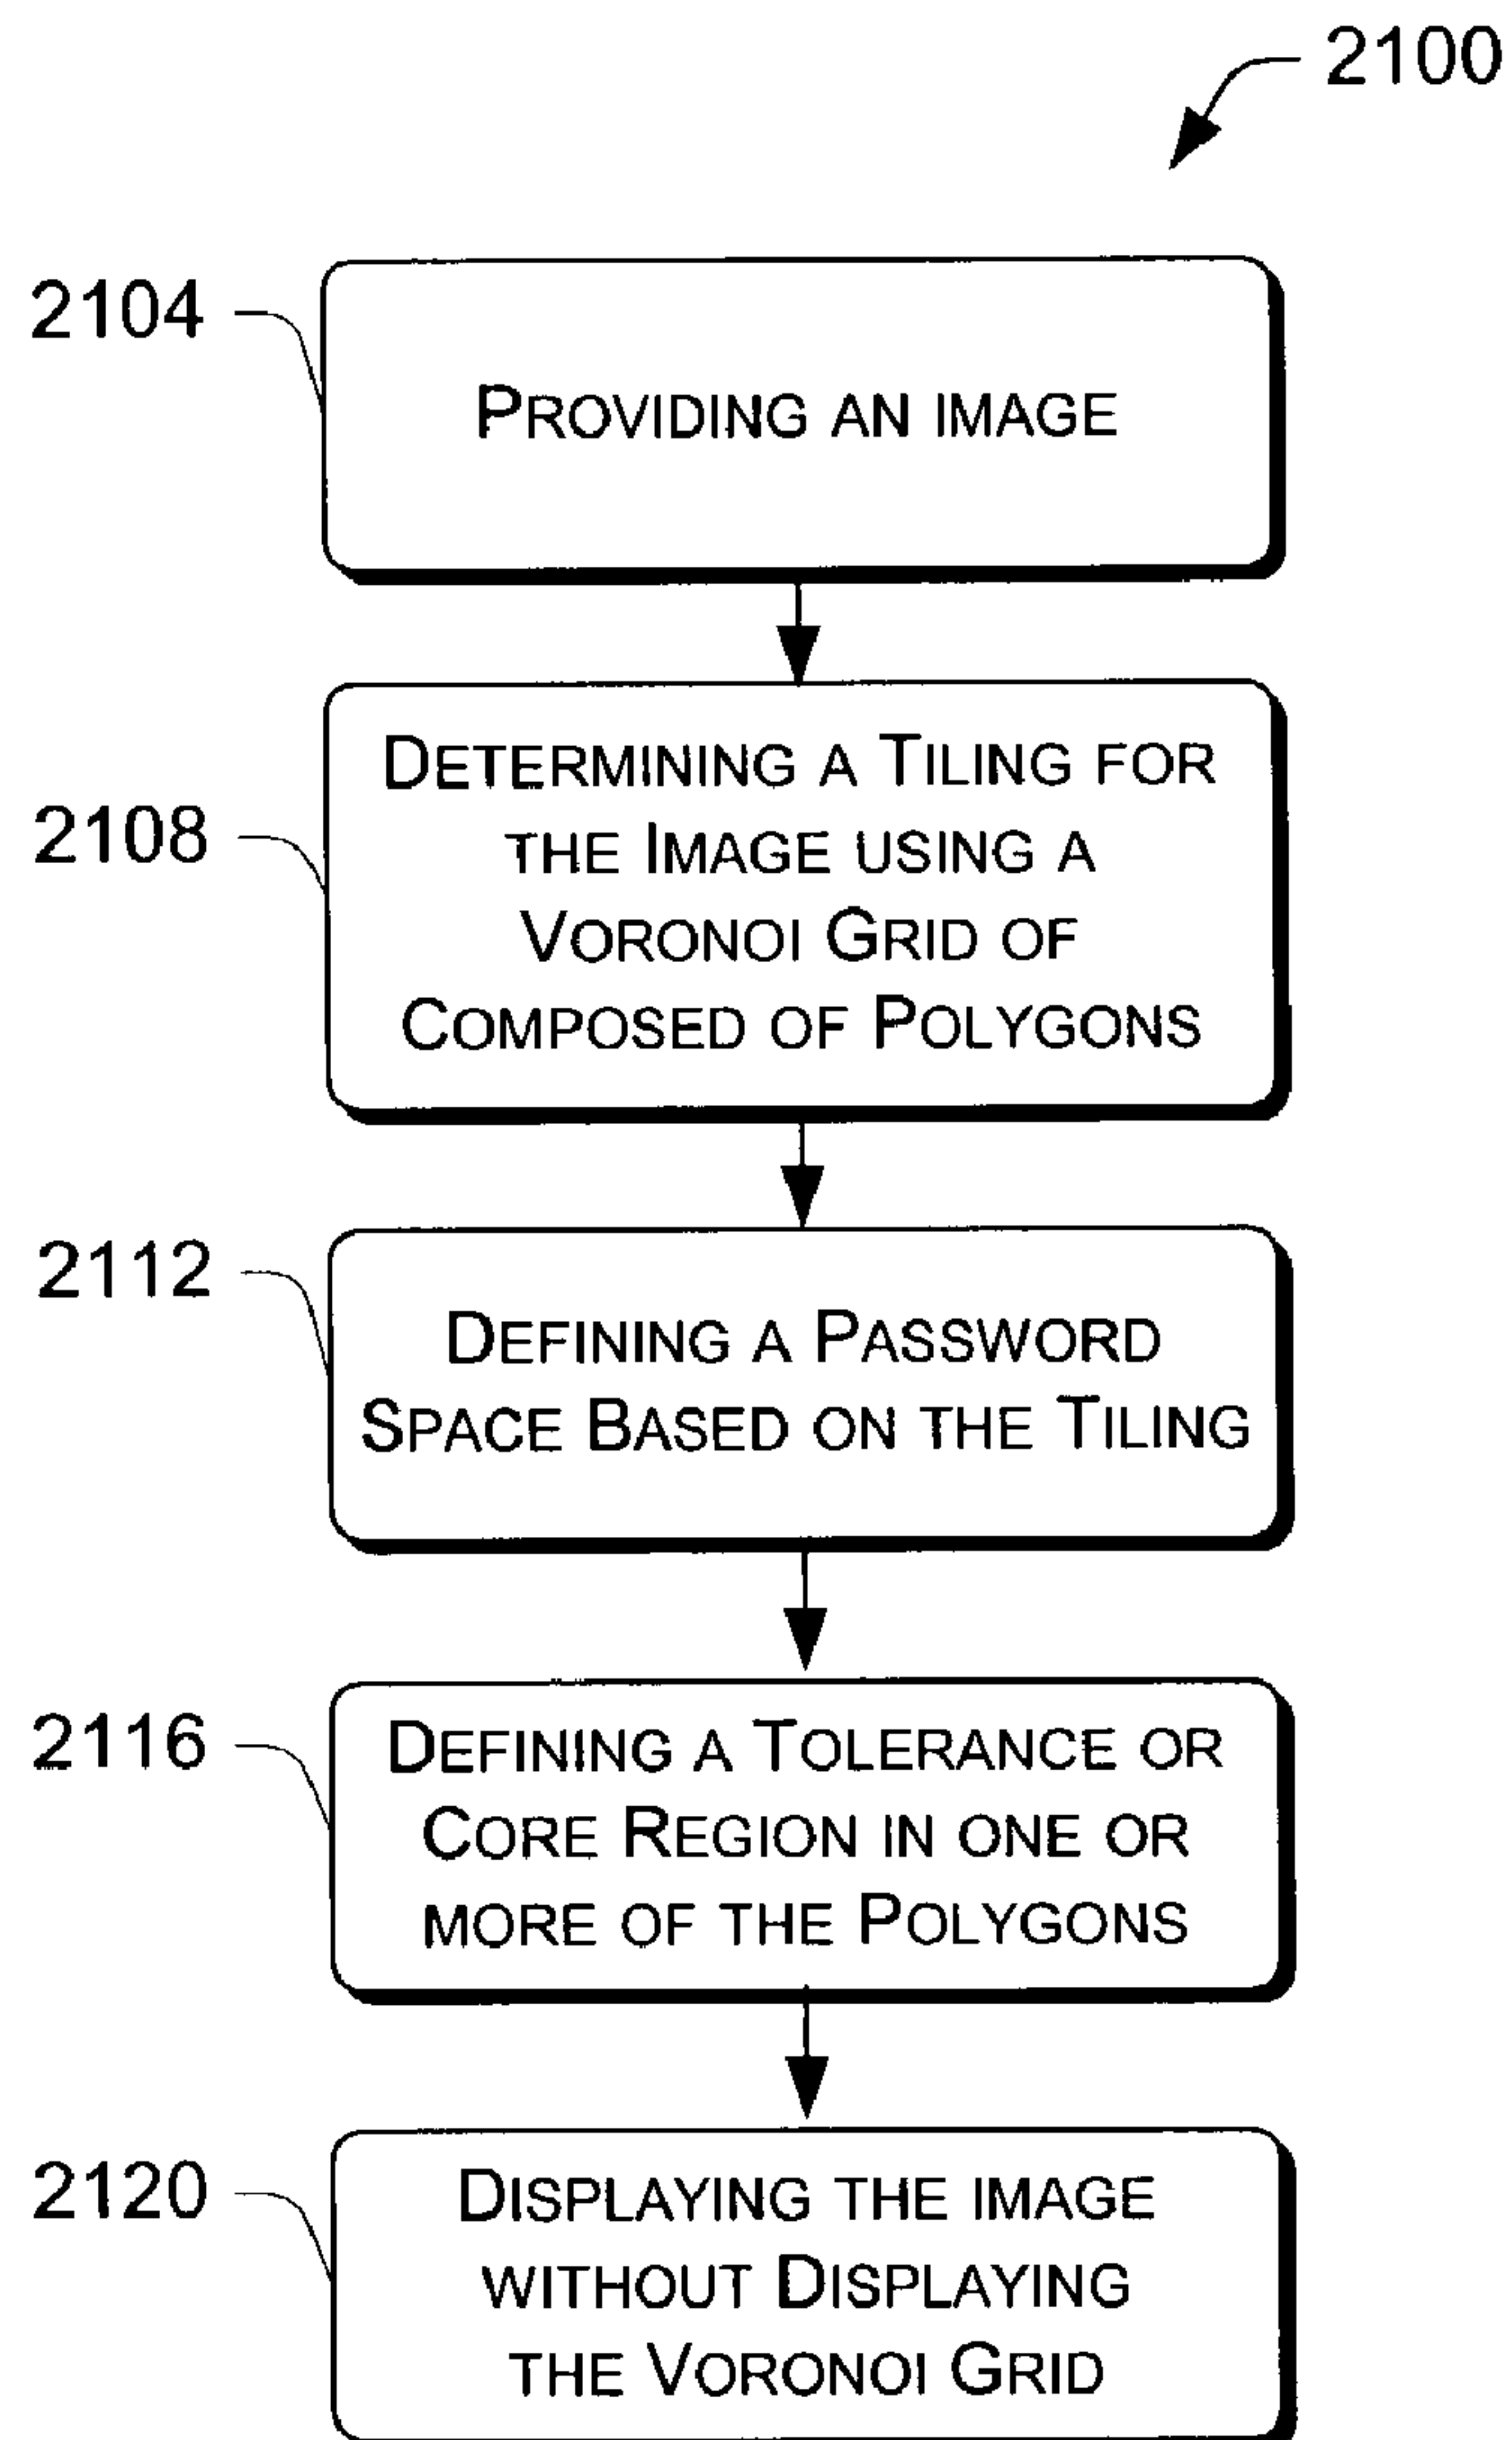 2100
2104
PROVIDING AN IMAGE
2108
DETERMINING A TILING FOR
THE IMAGE USING A
VORONOI GRID OF
COMPOSED OF POLYGONS
2112
DEFINING A PASSWORD
SPACE BASED ON THE TILING
2116
DEFINING A TOLERANCE OR
CORE REGION IN ONE OR
MORE OF THE POLYGONS
2120
DISPLAYING THE IMAGE
WITHOUT DISPLAYING
THE VORONOI GRID